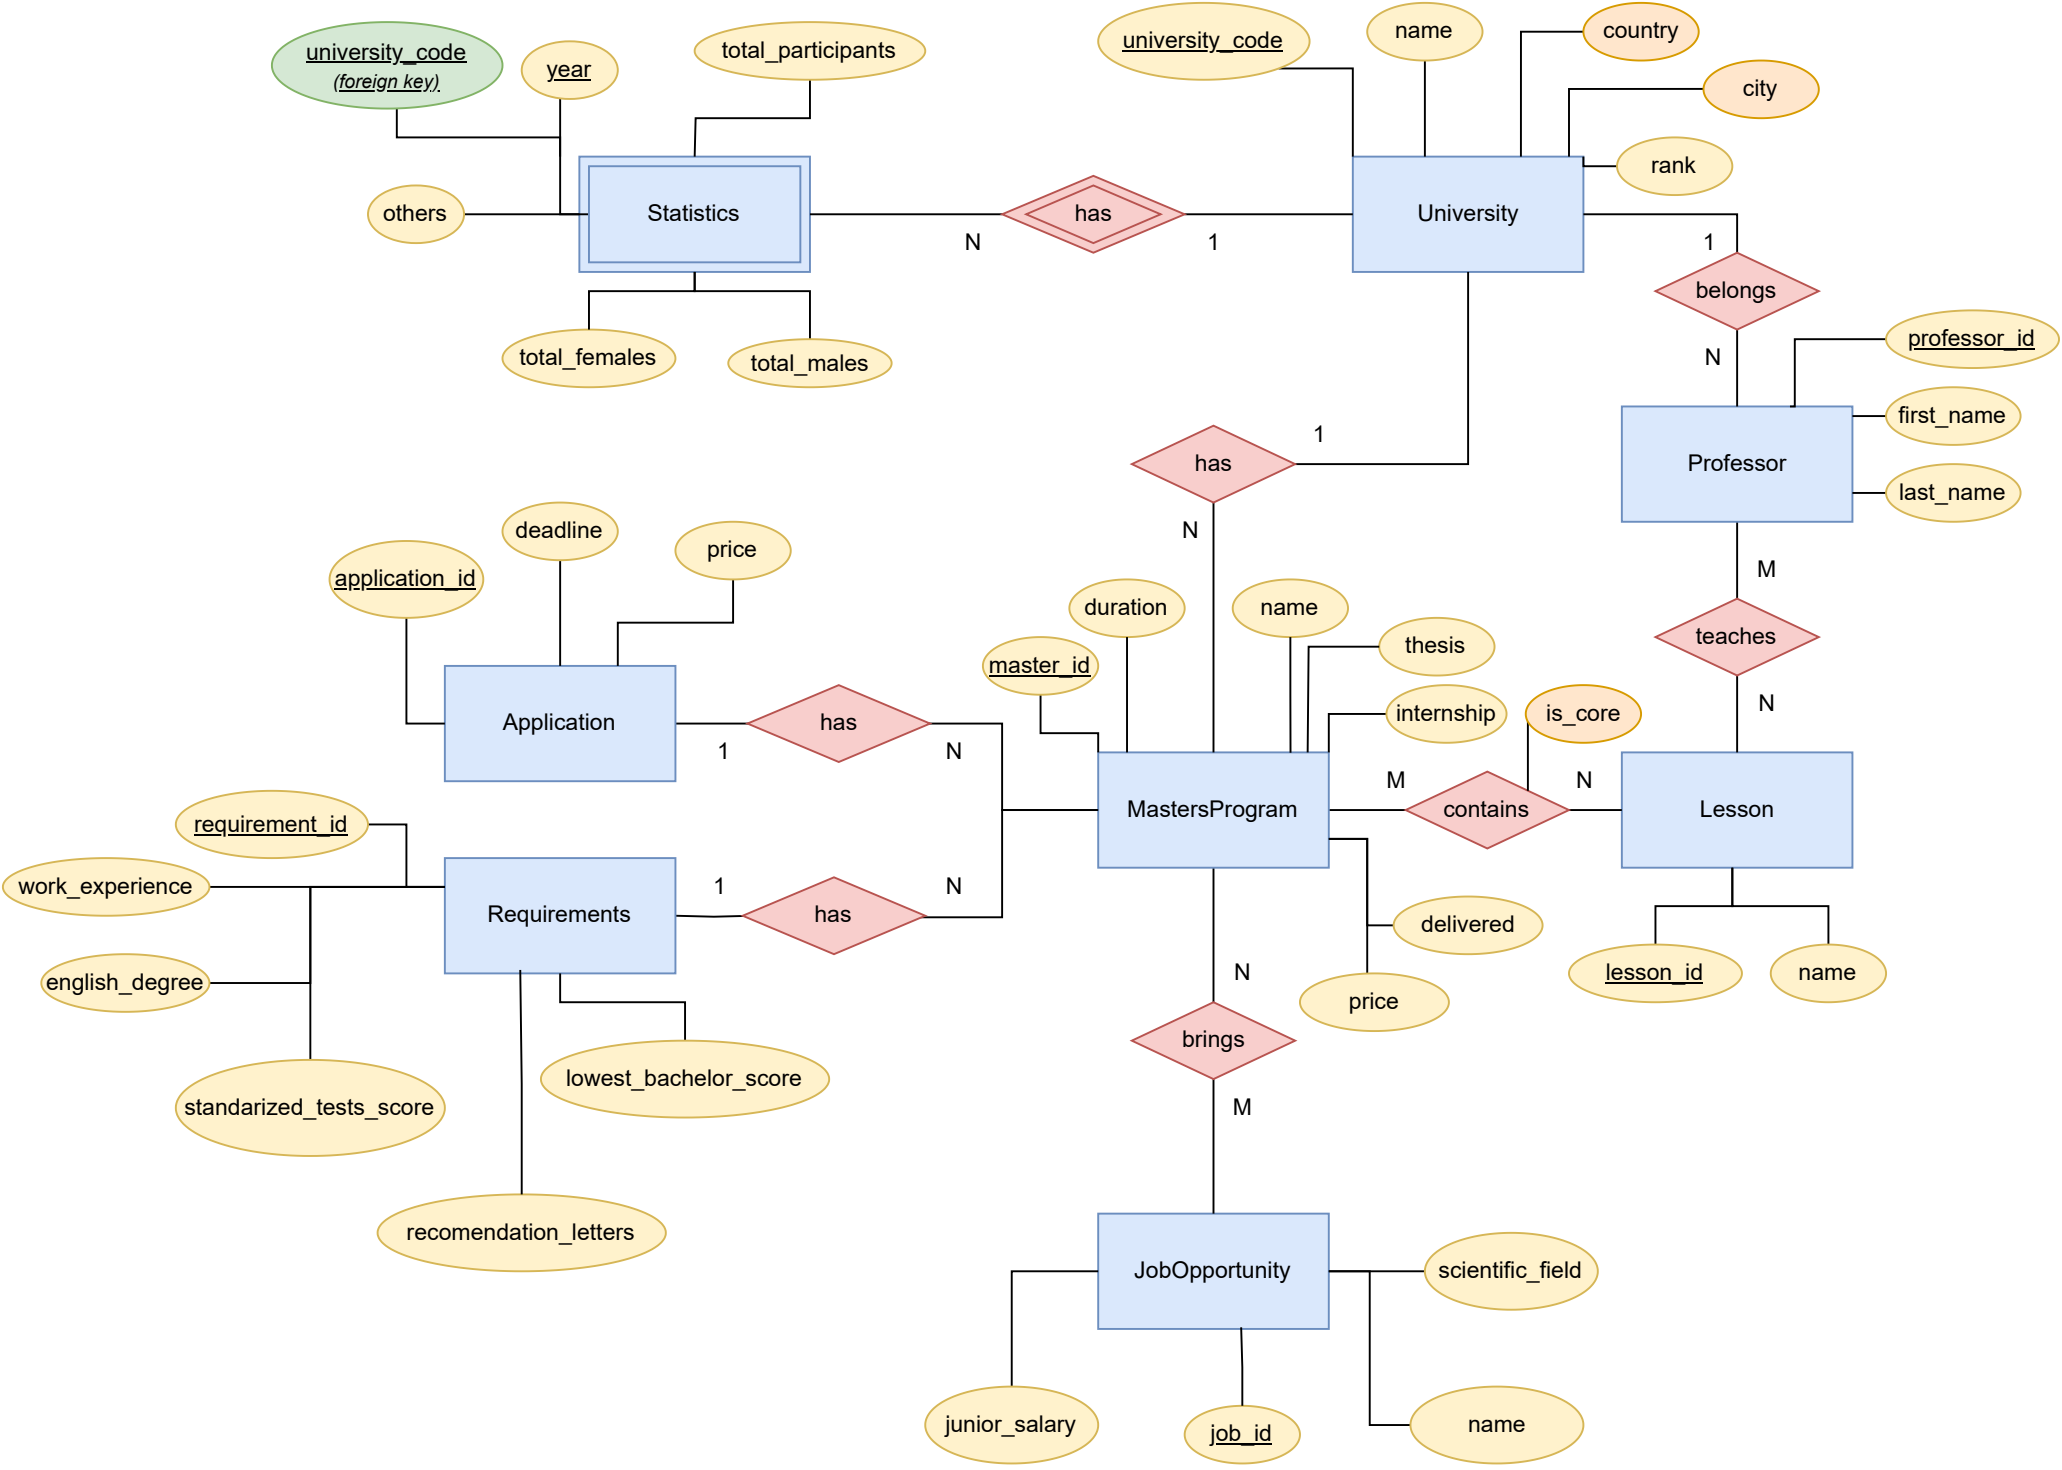 university_code
(foreign key)
year
total_participants
university_code
name
country
city
rank
others
Statistics
N
has
1
University
1
belongs
N
total_females
total_males
professor_id
first_name
Professor
last_name
has
1
N
M
teaches
N
application_id
deadline
price
Application
1
has
N
master_id
duration
name
thesis
internship
is_core
MastersProgram
M
contains
N
Lesson
requirement_id
work_experience
english_degree
Requirements
1
has
N
standarized_tests_score
lowest_bachelor_score
recomendation_letters
delivered
price
lesson_id
name
N
brings
M
JobOpportunity
scientific_field
junior_salary
job_id
name